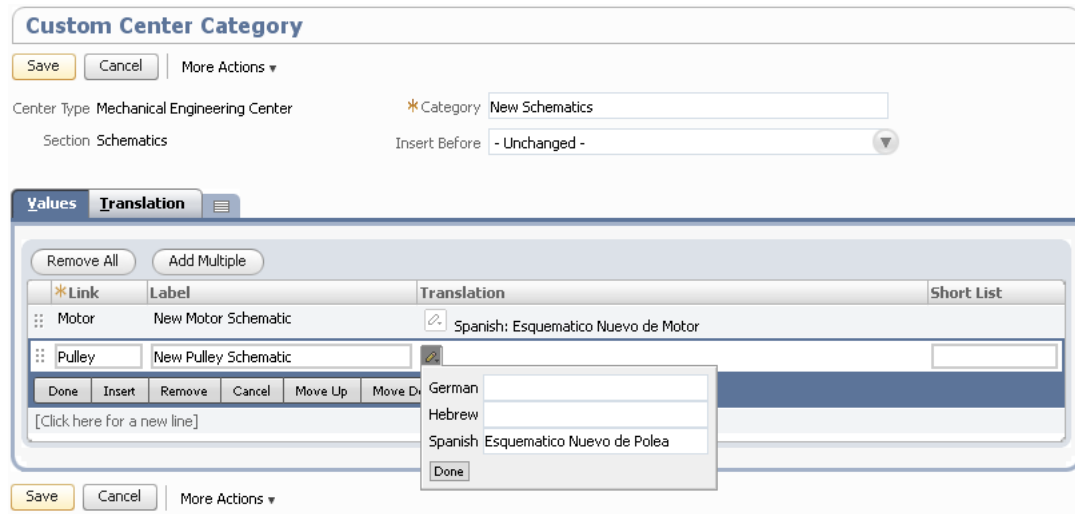 Custom Center Category
Save Cancel More Actions
Center Type Mechanical Engineering Center *Category New Schematics
Section Schematics Insert Before - Unchanged -
Values Translation
Remove All Add Multiple
*Link Label Translation Short List
Motor New Motor Schematic Spanish: Esquematico Nuevo de Motor
Pulley New Pulley Schematic
Done Insert Remove Cancel Move Up Move D
German
[Click here for a new line] Hebrew
Spanish Esquematico Nuevo de Polea
Done
Save Cancel More Actions